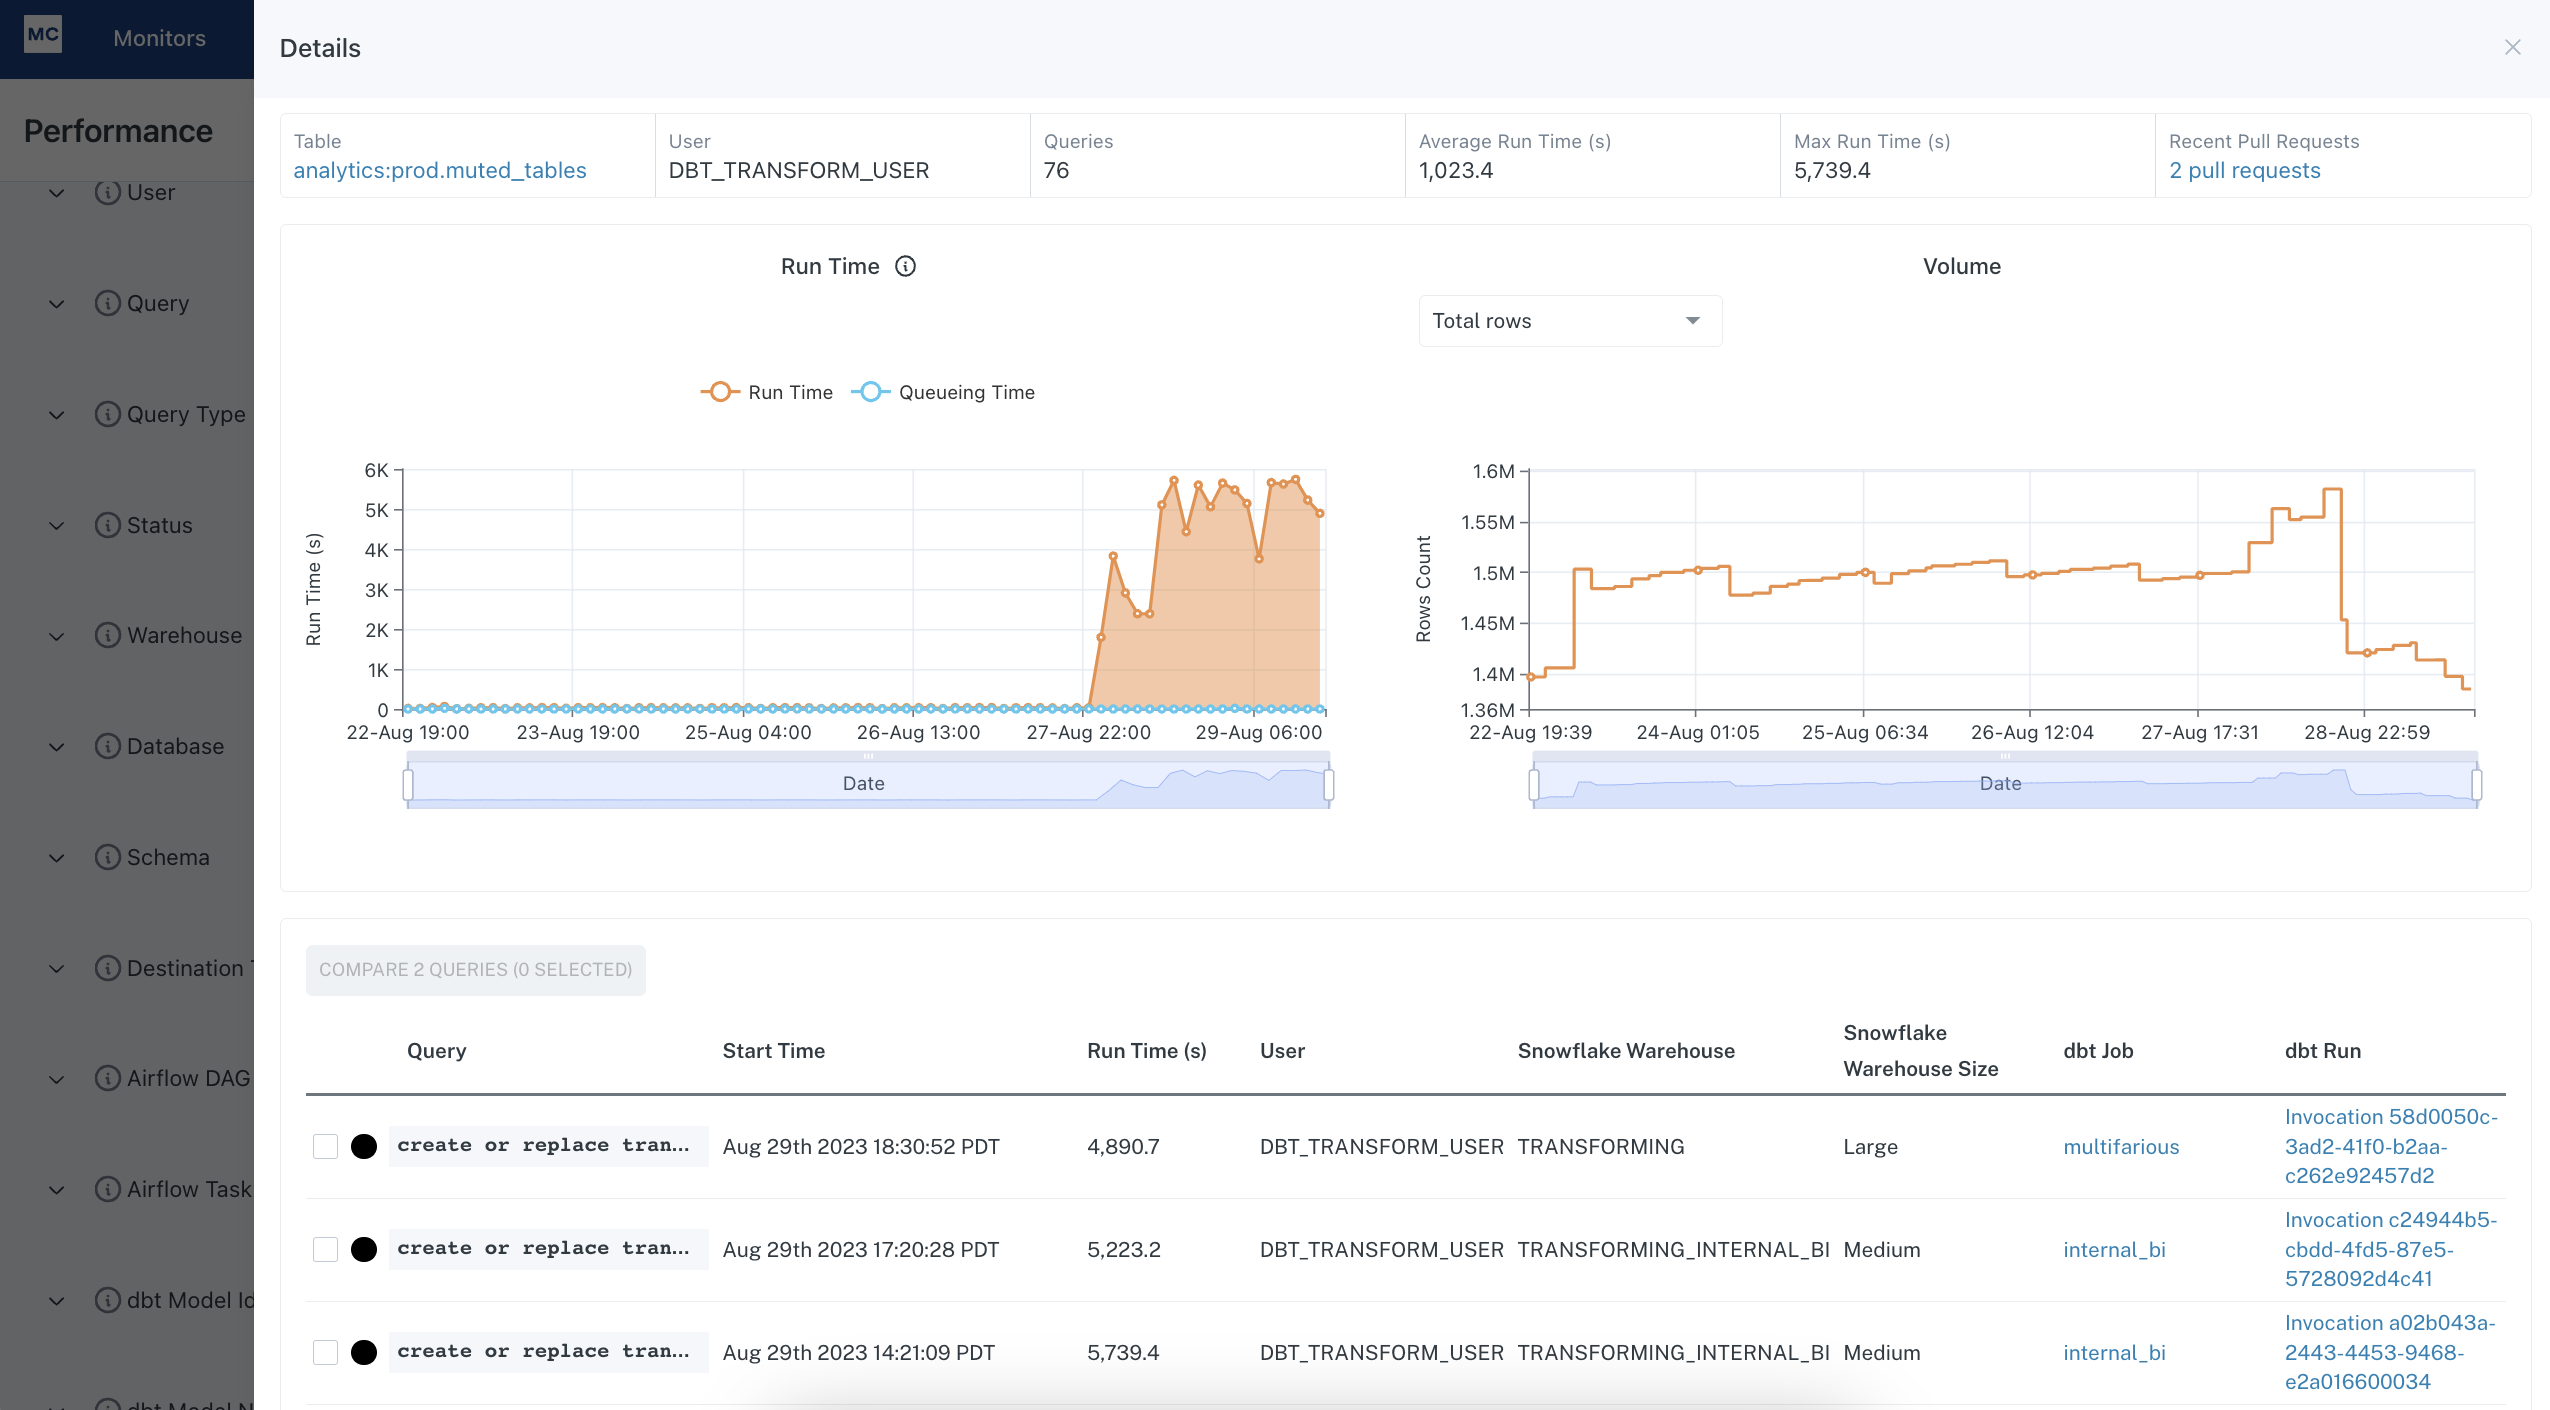 MC
Monitors
Performance
User
Query
Query Type
Status
Warehouse
Database
Schema
Destination
Airflow DAG
Airflow Task
dbt Model Id
Details
Table
analytics:prod.muted_tables
User
DBT_TRANSFORM_USER
Queries
76
Average Run Time (s)
1,023.4
Max Run Time (s)
5,739.4
Recent Pull Requests
2 pull requests
Run Time
Run Time
Queueing Time
Run Time (s)
6K
5K
4K
3K
2K
1K
0
22-Aug 19:00 23-Aug 19:00 25-Aug 04:00 26-Aug 13:00 27-Aug 22:00 29-Aug 06:00
Date
Volume
Total rows
Rows Count
1.6M
1.55M
1.5M
1.45M
1.4M
1.36M
22-Aug 19:39 24-Aug 01:05 25-Aug 06:34 26-Aug 12:04 27-Aug 17:31 28-Aug 22:59
Date
COMPARE 2 QUERIES (0 SELECTED)
Query Start Time Run Time (s) User Snowflake Warehouse Snowflake Warehouse Size dbt Job dbt Run
create or replace tran... Aug 29th 2023 18:30:52 PDT 4,890.7 DBT_TRANSFORM_USER TRANSFORMING Large multifarious Invocation 58d0050c-
3ad2-41f0-b2aa-
c262e92457d2
create or replace tran... Aug 29th 2023 17:20:28 PDT 5,223.2 DBT_TRANSFORM_USER TRANSFORMING_INTERNAL_BI Medium internal_bi Invocation c24944b5-
cbdd-4fd5-87e5-
5728092d4c41
create or replace tran... Aug 29th 2023 14:21:09 PDT 5,739.4 DBT_TRANSFORM_USER TRANSFORMING_INTERNAL_BI Medium internal_bi Invocation a02b043a-
2443-4453-9468-
e2a016600034